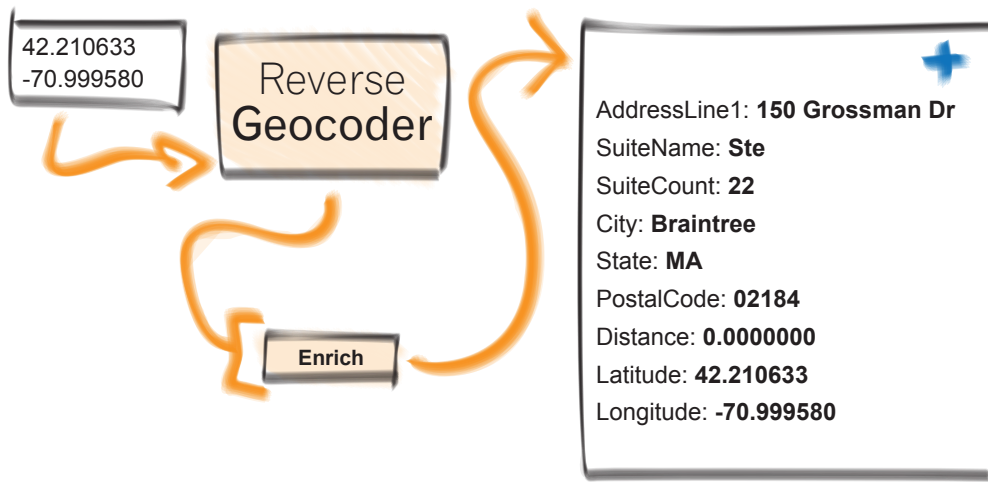 42.210633
-70.999580
Reverse
Geocoder
Enrich
AddressLine1: 150 Grossman Dr
SuiteName: Ste
SuiteCount: 22
City: Braintree
State: MA
PostalCode: 02184
Distance: 0.0000000
Latitude: 42.210633
Longitude: -70.999580